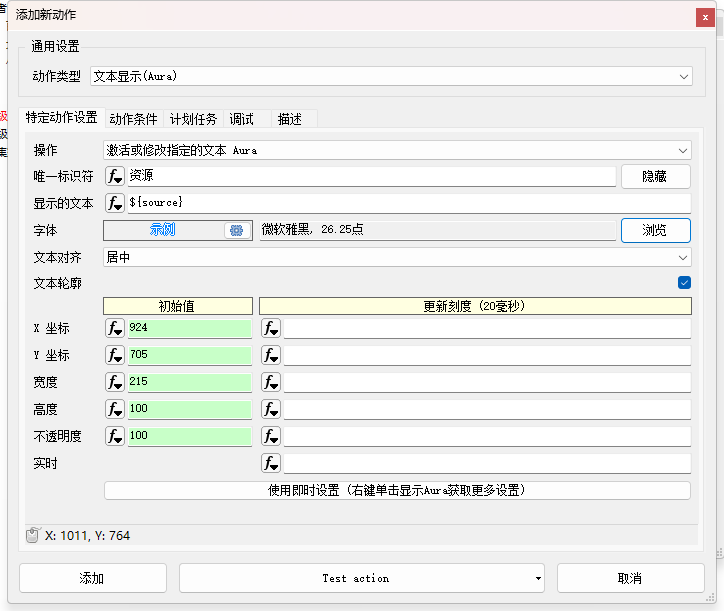 添加新动作
通用设置
动作类型 文本显示(Aura)
特定动作设置 动作条件 计划任务 调试 描述
操作 激活或修改指定的文本 Aura
唯一标识符 资源 隐藏
显示的文本 ${source}
字体 示例 微软雅黑, 26.25点 浏览
文本对齐 居中
文本轮廓
初始值 更新刻度 (20毫秒)
X 坐标 924
Y 坐标 705
宽度 215
高度 100
不透明度 100
实时
使用即时设置 (右键单击显示Aura获取更多设置)
X: 1011, Y: 764
添加 Test action 取消